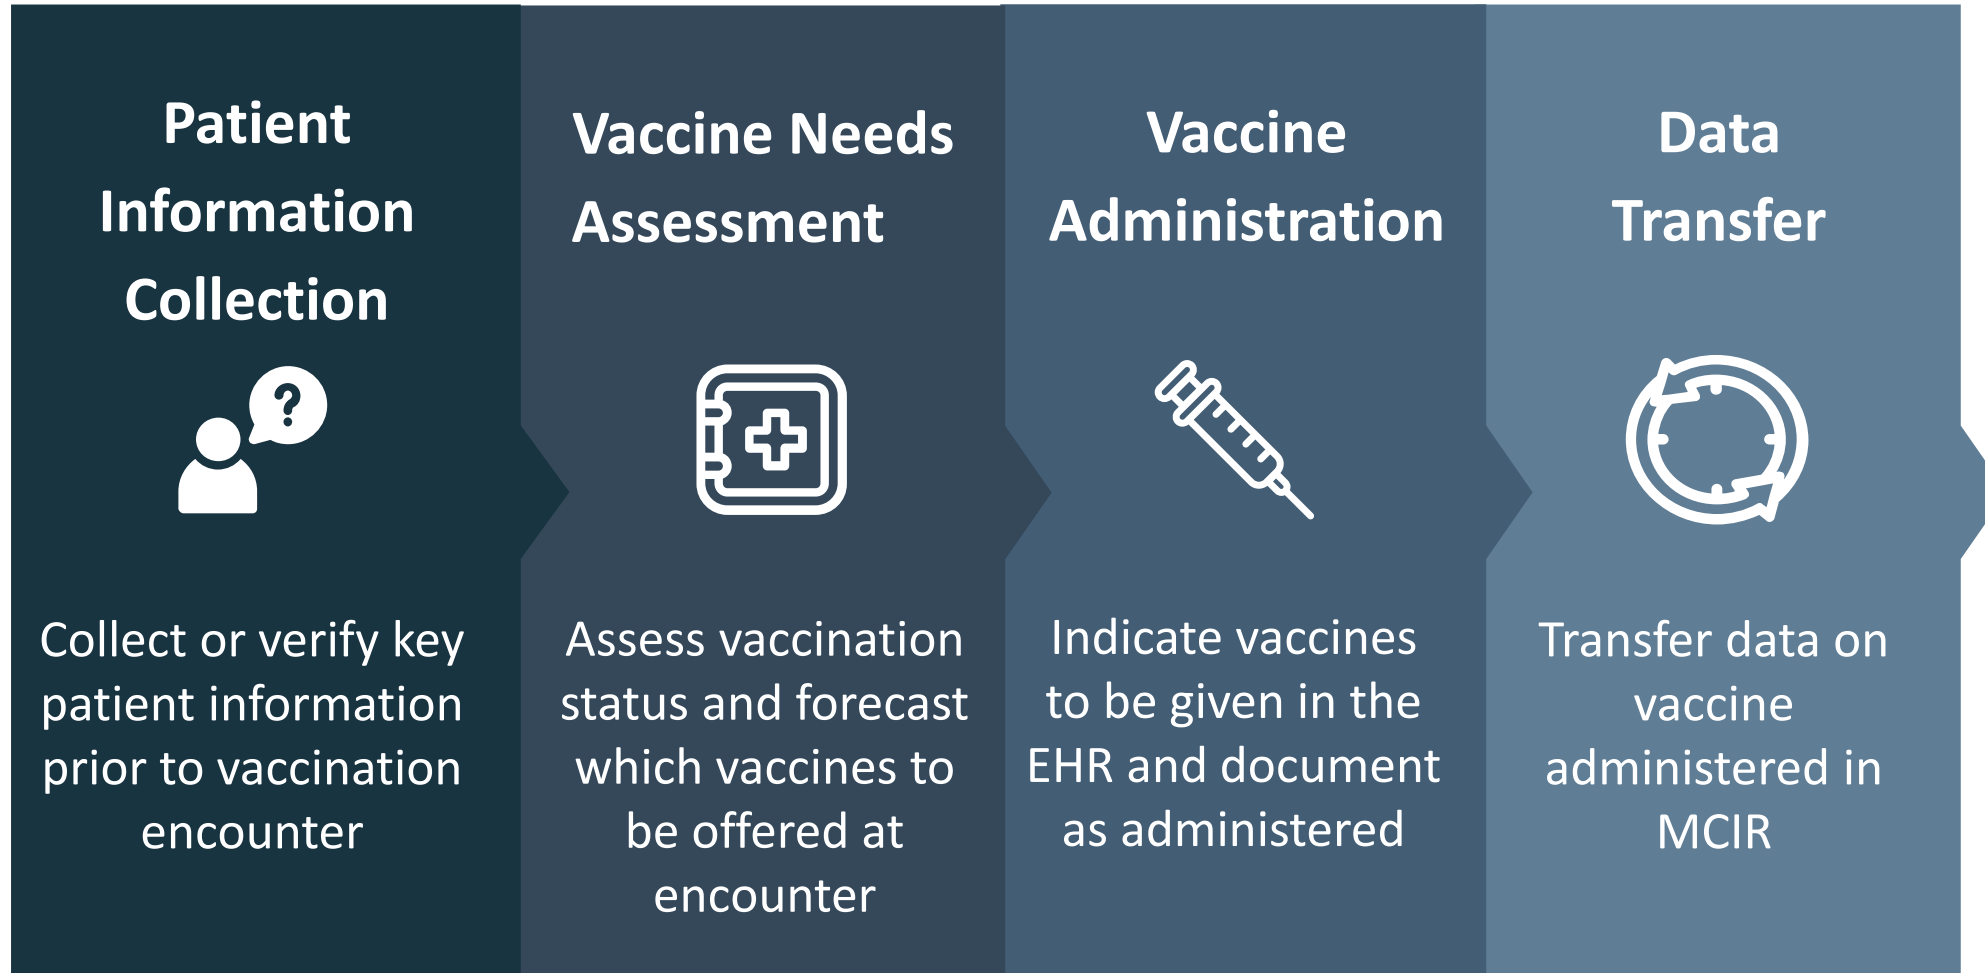 Patient
Information
Collection
?
Collect or verify key
patient information
prior to vaccination
encounter
Vaccine Needs
Assessment
Assess vaccination
status and forecast
which vaccines to
be offered at
encounter
Vaccine
Administration
Indicate vaccines
to be given in the
EHR and document
as administered
Data
Transfer
Transfer data on
vaccine
administered in
MCIR